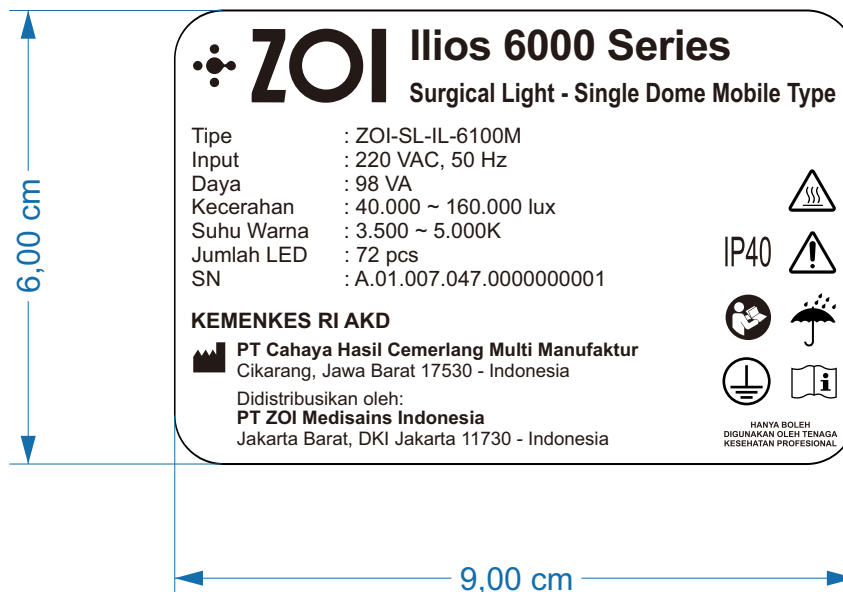 ZOI
Ilios 6000 Series
Surgical Light - Single Dome Mobile Type
Tipe : ZOI-SL-IL-6100M
Input : 220 VAC, 50 Hz
Daya : 98 VA
Kecerahan : 40.000 ~ 160.000 lux
Suhu Warna : 3.500 ~ 5.000K
Jumlah LED : 72 pcs
SN : A.01.007.047.0000000001
IP40
KEMENKES RI AKD
PT Cahaya Hasil Cemerlang Multi Manufaktur
Cikarang, Jawa Barat 17530 - Indonesia
Didistribusikan oleh:
PT ZOI Medisains Indonesia
Jakarta Barat, DKI Jakarta 11730 - Indonesia
HANYA BOLEH
DIGUNAKAN OLEH TENAGA
KESEHATAN PROFESIONAL
6,00 cm
9,00 cm